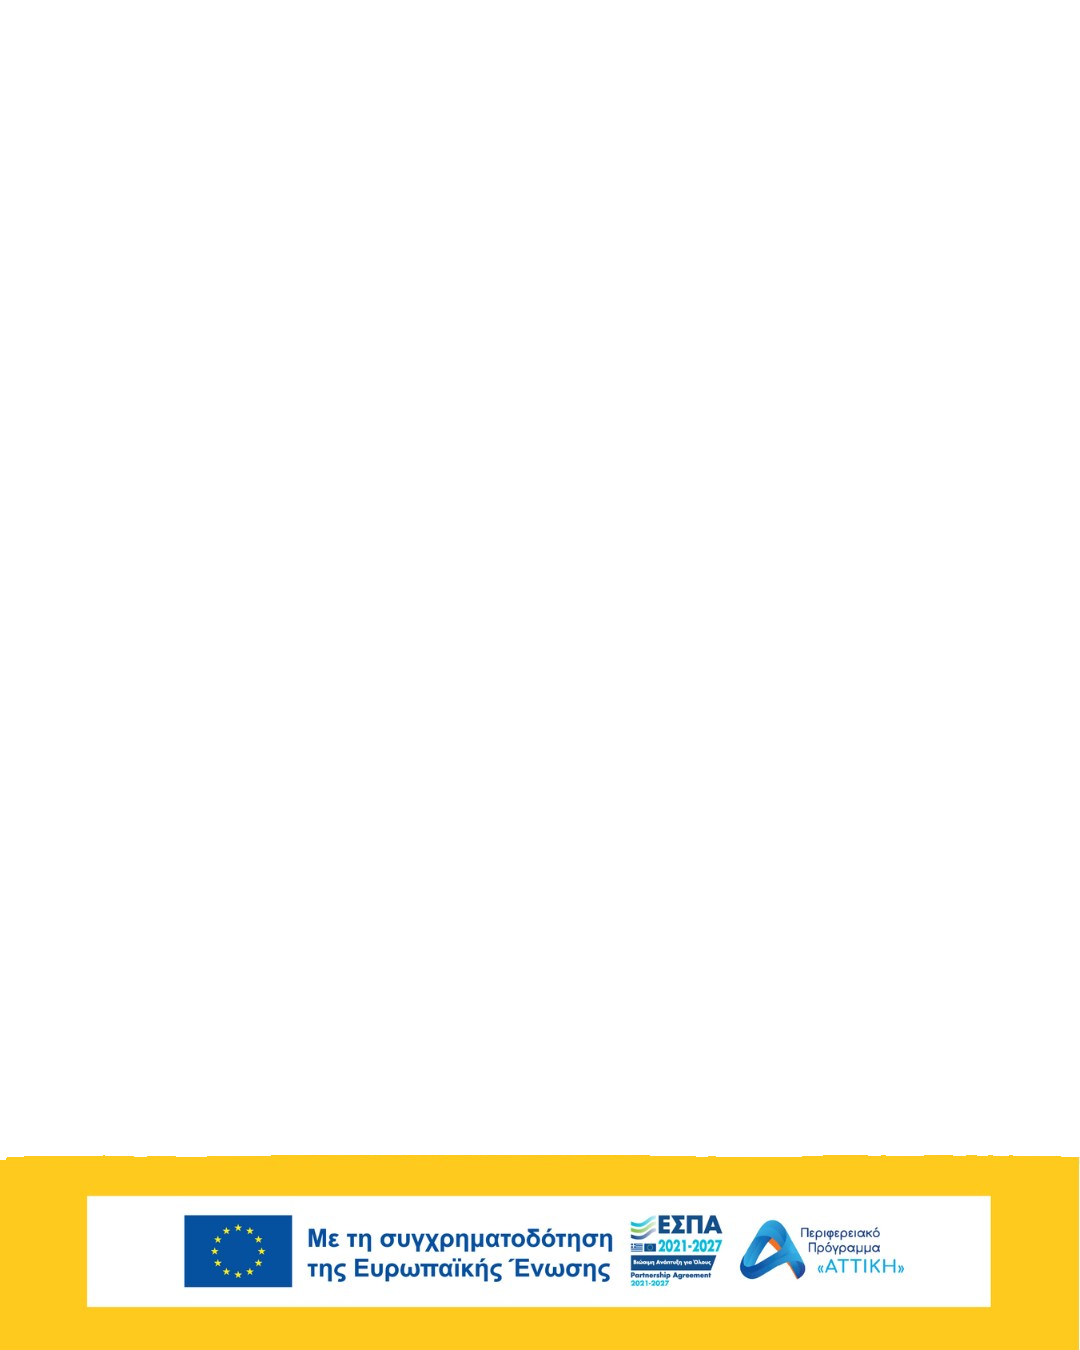 Με τη συγχρηματοδότηση
της Ευρωπαϊκής Ένωσης
ΕΣΠΑ
2021-2027
Βιώσιμη Ανάπτυξη για Όλους
Partnership Agreement
2021-2027
Περιφερειακό
Πρόγραμμα
«ΑΤΤΙΚΗ»